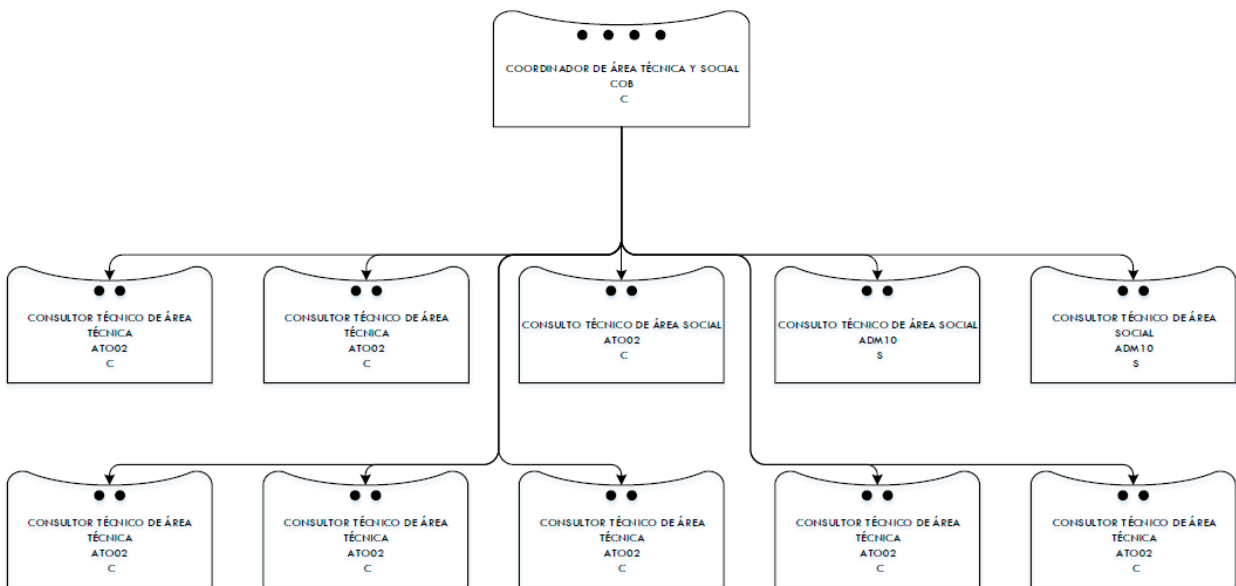 COORDINADOR DE ÁREA TÉCNICA Y SOCIAL
COB
C
CONSULTOR TÉCNICO DE ÁREA
TÉCNICA
ATO02
C
CONSULTOR TÉCNICO DE ÁREA
TÉCNICA
ATO02
C
CONSULTO TÉCNICO DE ÁREA SOCIAL
ATO02
C
CONSULTO TÉCNICO DE ÁREA SOCIAL
ADM10
S
CONSULTOR TÉCNICO DE ÁREA
SOCIAL
ADM10
S
CONSULTOR TÉCNICO DE ÁREA
TÉCNICA
ATO02
C
CONSULTOR TÉCNICO DE ÁREA
TÉCNICA
ATO02
C
CONSULTOR TÉCNICO DE ÁREA
TÉCNICA
ATO02
C
CONSULTOR TÉCNICO DE ÁREA
TÉCNICA
ATO02
C
CONSULTOR TÉCNICO DE ÁREA
TÉCNICA
ATO02
C